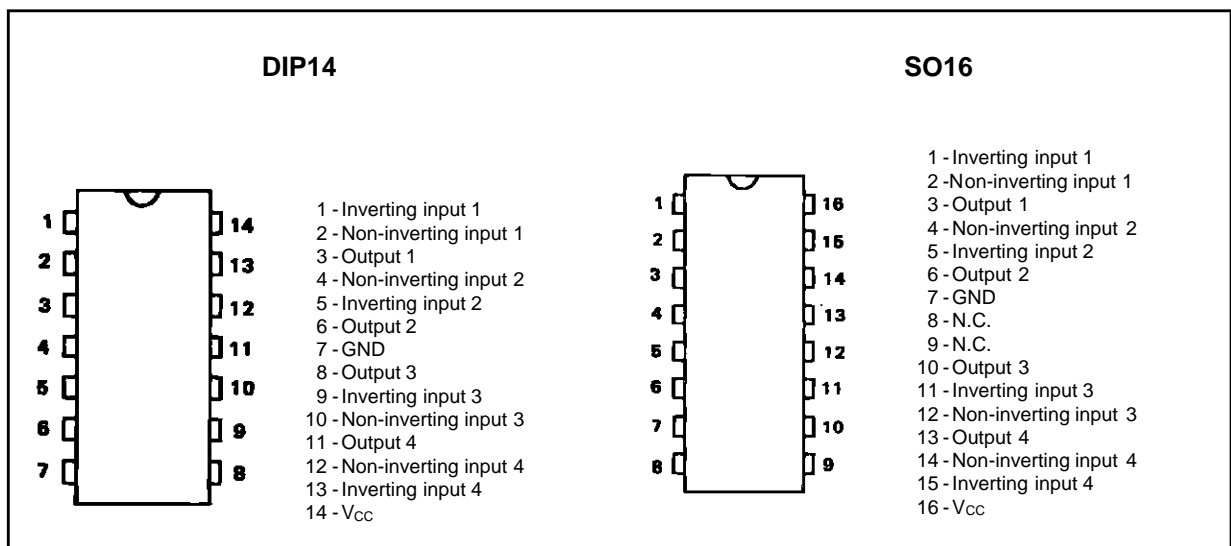 DIP14
1
2
3
4
5
6
7
14
13
12
11
10
9
8
1 - Inverting input 1
2 - Non-inverting input 1
3 - Output 1
4 - Non-inverting input 2
5 - Inverting input 2
6 - Output 2
7 - GND
8 - Output 3
9 - Inverting input 3
10 - Non-inverting input 3
11 - Output 4
12 - Non-inverting input 4
13 - Inverting input 4
14 - VCC
SO16
1
2
3
4
5
6
7
8
16
15
14
13
12
11
10
9
1 - Inverting input 1
2 - Non-inverting input 1
3 - Output 1
4 - Non-inverting input 2
5 - Inverting input 2
6 - Output 2
7 - GND
8 - N.C.
9 - N.C.
10 - Output 3
11 - Inverting input 3
12 - Non-inverting input 3
13 - Output 4
14 - Non-inverting input 4
15 - Inverting input 4
16 - VCC